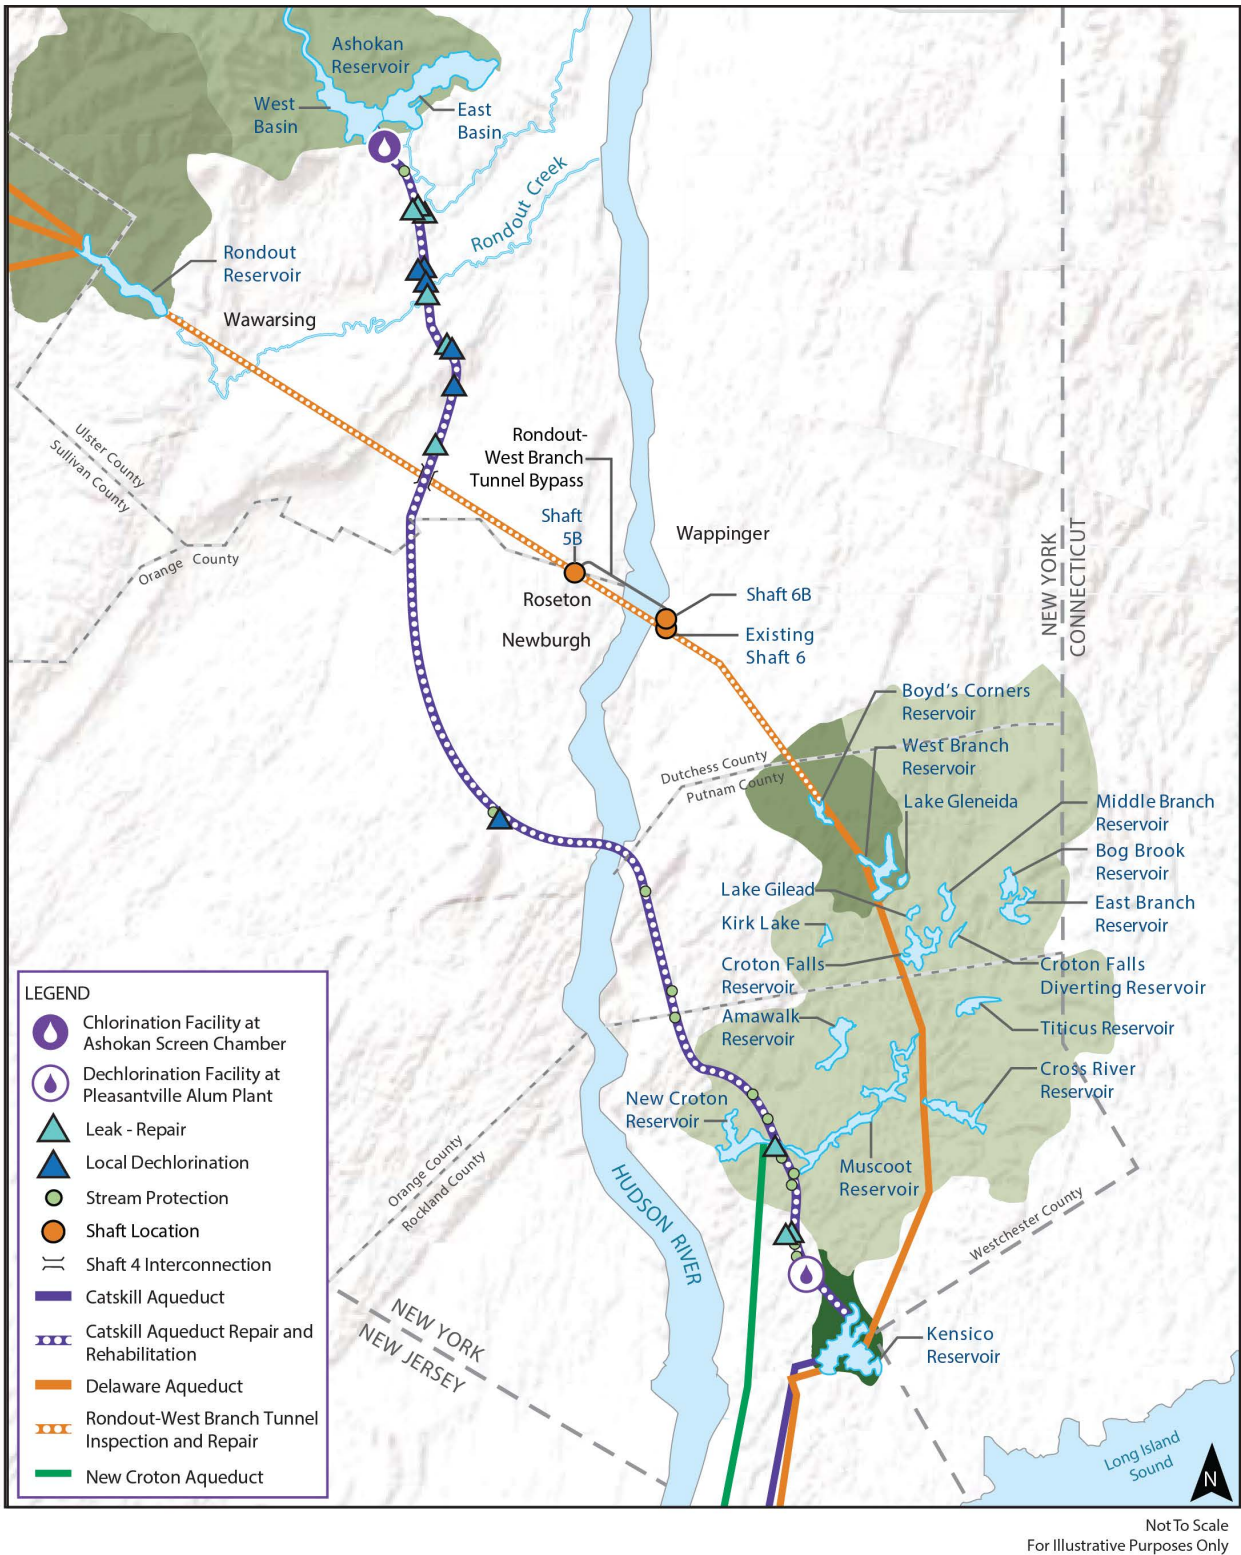 Ashokan
Reservoir
West
Basin
East
Basin
Rondout Creek
Rondout
Reservoir
Wawarsing
Ulster County
Sullivan County
Orange County
Rondout-
West Branch
Tunnel Bypass
Shaft
5B
Wappinger
Roseton
Newburgh
Shaft 6B
Existing
Shaft 6
NEW YORK
CONNECTICUT
Boyd's Corners
Reservoir
West Branch
Reservoir
Dutchess County
Putnam County
Lake Gleneida
Middle Branch
Reservoir
Bog Brook
Reservoir
Lake Gilead
East Branch
Reservoir
Kirk Lake
Croton Falls
Reservoir
Croton Falls
Diverting Reservoir
Amawalk
Reservoir
Titicus Reservoir
Cross River
Reservoir
New Croton
Reservoir
Muscoot
Reservoir
Orange County
Rockland County
HUDSON RIVER
Westchester County
NEW YORK
NEW JERSEY
Kensico
Reservoir
Long Island
Sound
N
LEGEND
Chlorination Facility at
Ashokan Screen Chamber
Dechlorination Facility at
Pleasantville Alum Plant
Leak - Repair
Local Dechlorination
Stream Protection
Shaft Location
Shaft 4 Interconnection
Catskill Aqueduct
Catskill Aqueduct Repair and
Rehabilitation
Delaware Aqueduct
Rondout-West Branch Tunnel
Inspection and Repair
New Croton Aqueduct
Not To Scale
For Illustrative Purposes Only